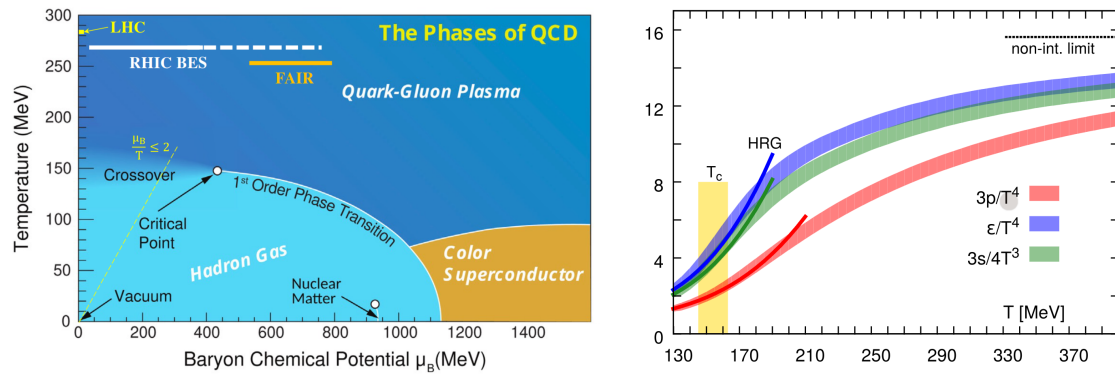 The Phases of QCD
LHC
RHIC BES
FAIR
Quark-Gluon Plasma
μB/T ≤ 2
Crossover
1st Order Phase Transition
Critical
Point
Hadron Gas
Color
Superconductor
Vacuum
Nuclear
Matter
Temperature (MeV)
300
250
200
150
100
50
0
0 200 400 600 800 1000 1200 1400
Baryon Chemical Potential μB(MeV)
non-int. limit
HRG
Tc
3p/T⁴
ε/T⁴
3s/4T³
T [MeV]
16
12
8
4
0
130 170 210 250 290 330 370